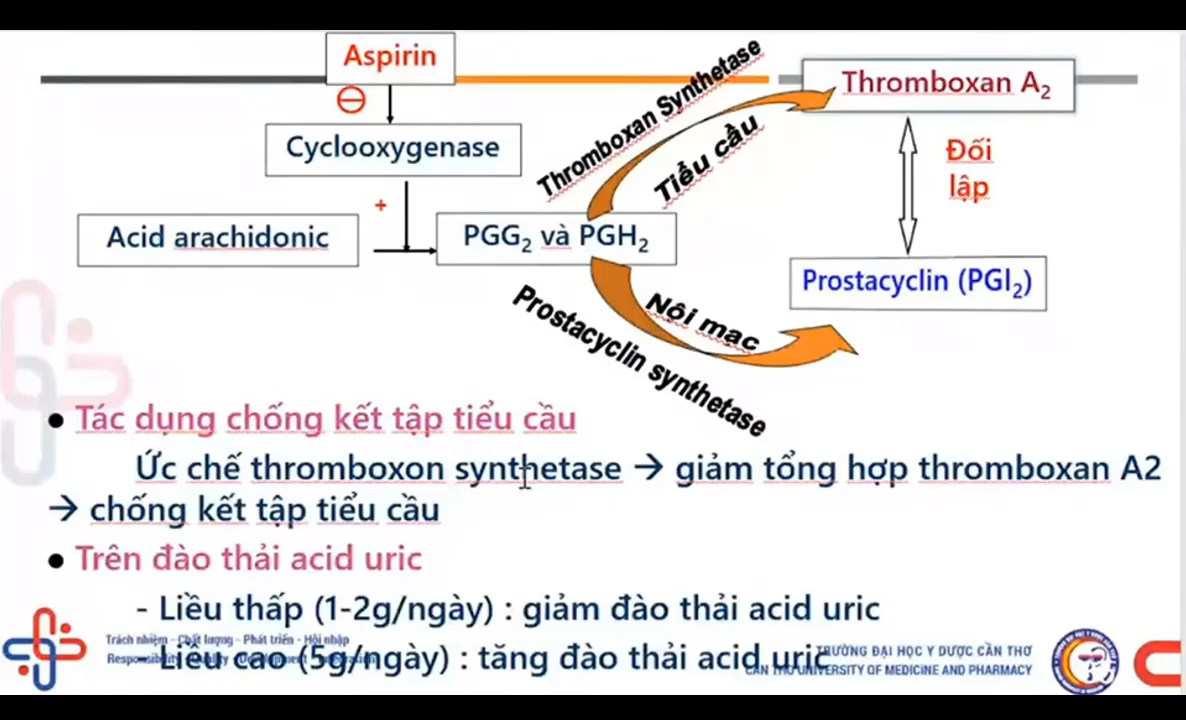 Aspirin
⊖
Cyclooxygenase
+
Acid arachidonic
PGG₂ và PGH₂
Thromboxan Synthetase
Tiểu cầu
Thromboxan A₂
Đối
lập
Prostacyclin (PGI₂)
Nội mạc
Prostacyclin synthetase
● Tác dụng chống kết tập tiểu cầu
Ức chế thromboxon synthetase → giảm tổng hợp thromboxan A2
→ chống kết tập tiểu cầu
● Trên đào thải acid uric
- Liều thấp (1-2g/ngày) : giảm đào thải acid uric
- Liều cao (5g/ngày) : tăng đào thải acid uric
Trách nhiệm - Chất lượng - Phát triển - Hội nhập
TRƯỜNG ĐẠI HỌC Y DƯỢC CẦN THƠ
CAN THO UNIVERSITY OF MEDICINE AND PHARMACY